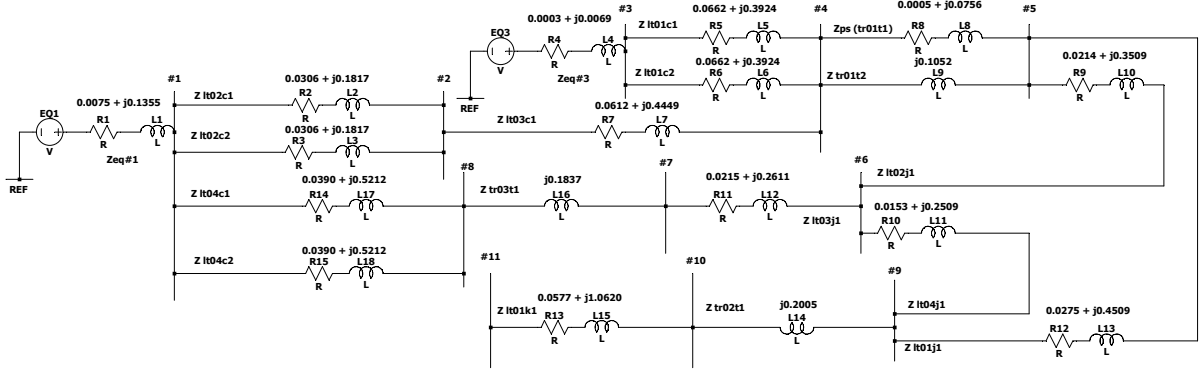 #3
0.0662 + j0.3924
#4
0.0005 + j0.0756
#5
0.0003 + j0.0069
Z lt01c1
R5
L5
Zps (tr01t1)
R8
L8
EQ3
R4
L4
R
L
R
L
0.0214 + j0.3509
V
R
L
0.0662 + j0.3924
j0.1052
Zeq#3
Z lt01c2
R6
L6
Z tr01t2
L9
R9
L10
R
L
L
R
L
REF
#1
#2
0.0306 + j0.1817
R2
L2
Z lt02c1
R
L
0.0612 + j0.4449
Z lt03c1
R7
L7
R
L
EQ1
0.0075 + j0.1355
R1
L1
R
L
V
Zeq#1
0.0306 + j0.1817
Z lt02c2
R3
L3
R
L
REF
#8
#7
#6
0.0390 + j0.5212
j0.1837
0.0215 + j0.2611
Z lt02j1
Z lt04c1
R14
L17
R
L
Z tr03t1
L16
L
R11
L12
R
L
Z lt03j1
0.0153 + j0.2509
R10
L11
R
L
0.0390 + j0.5212
Z lt04c2
R15
L18
R
L
#11
#10
#9
0.0577 + j1.0620
j0.2005
Z lt04j1
0.0275 + j0.4509
Z lt01k1
R13
L15
R
L
Z tr02t1
L14
L
Z lt01j1
R12
L13
R
L